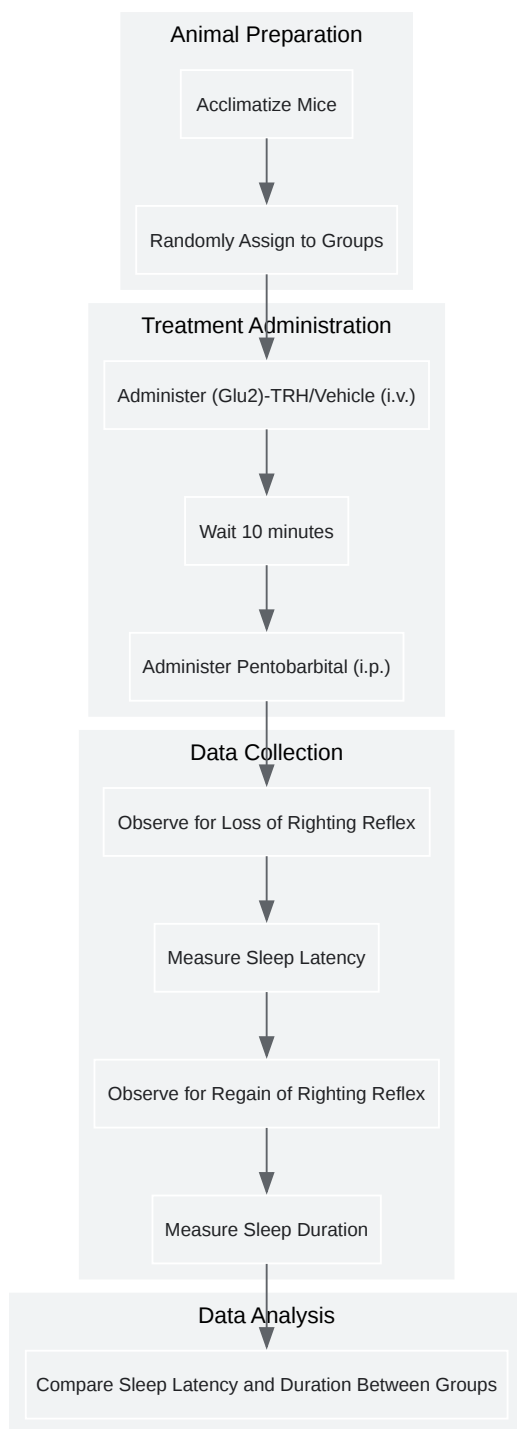 Animal Preparation
Acclimatize Mice
Randomly Assign to Groups
Treatment Administration
Administer (Glu2)-TRH/Vehicle (i.v.)
Wait 10 minutes
Administer Pentobarbital (i.p.)
Data Collection
Observe for Loss of Righting Reflex
Measure Sleep Latency
Observe for Regain of Righting Reflex
Measure Sleep Duration
Data Analysis
Compare Sleep Latency and Duration Between Groups